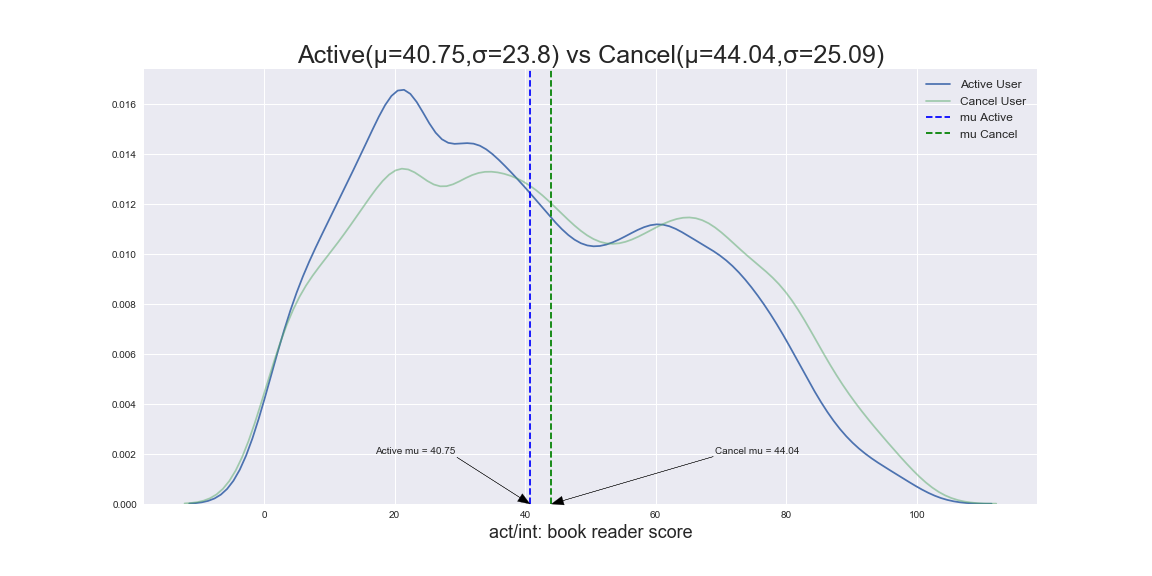 Active(μ=40.75,σ=23.8) vs Cancel(μ=44.04,σ=25.09)
Active User
Cancel User
mu Active
mu Cancel
0.016
0.014
0.012
0.010
0.008
0.006
0.004
0.002
0.000
Active mu = 40.75
Cancel mu = 44.04
0 20 40 60 80 100
act/int: book reader score